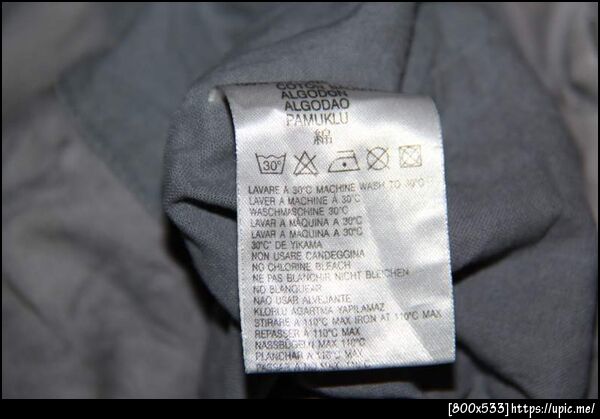 ALGODON
ALGODAO
PAMUKLU
30°
LAVARE A 30°C MACHINE WASH TO 30°C
LAVER A MACHINE A 30°C
WASCHMASCHINE 30°C
LAVAR A MAQUINA A 30°C
LAVAR A MAQUINA A 30°C
30°C' DE YIKAMA
NON USARE CANDEGGINA
NO CHLORINE BLEACH
NE PAS BLANCHIR NICHT BLEICHEN
NO BLANQUEAR
NAO USAR ALVEJANTE
KLORLU AGARTMA YAPILAMAZ
STIRARE A 110°C MAX IRON AT 110°C MAX
REPASSER A 110°C MAX
NASSBÜGELN MAX 110°C MAX
PLANCHAR A 110°C MAX
[800x533]https://upic.me/